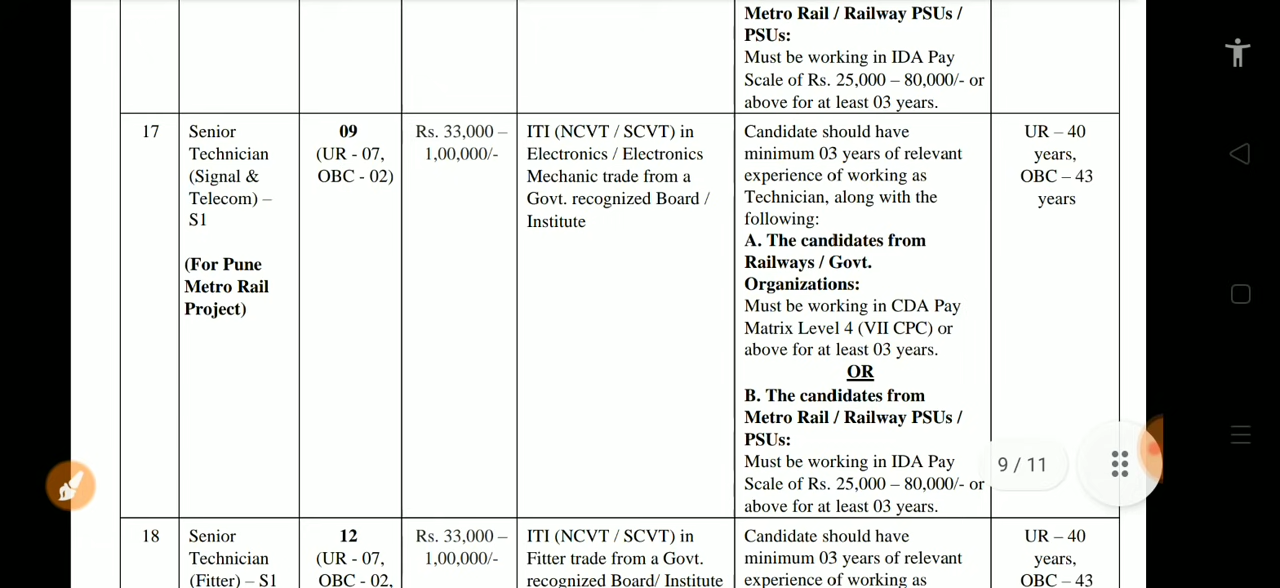 Metro Rail / Railway PSUs /
PSUs:
Must be working in IDA Pay
Scale of Rs. 25,000 – 80,000/- or
above for at least 03 years.
17
Senior
Technician
(Signal &
Telecom) –
S1
(For Pune
Metro Rail
Project)
09
(UR - 07,
OBC - 02)
Rs. 33,000 –
1,00,000/-
ITI (NCVT / SCVT) in
Electronics / Electronics
Mechanic trade from a
Govt. recognized Board /
Institute
Candidate should have
minimum 03 years of relevant
experience of working as
Technician, along with the
following:
A. The candidates from
Railways / Govt.
Organizations:
Must be working in CDA Pay
Matrix Level 4 (VII CPC) or
above for at least 03 years.
OR
B. The candidates from
Metro Rail / Railway PSUs /
PSUs:
Must be working in IDA Pay
Scale of Rs. 25,000 – 80,000/- or
above for at least 03 years.
UR – 40
years,
OBC – 43
years
9 / 11
18
Senior
Technician
(Fitter) – S1
12
(UR - 07,
OBC - 02,
Rs. 33,000 –
1,00,000/-
ITI (NCVT / SCVT) in
Fitter trade from a Govt.
recognized Board/ Institute
Candidate should have
minimum 03 years of relevant
experience of working as
UR – 40
years,
OBC – 43